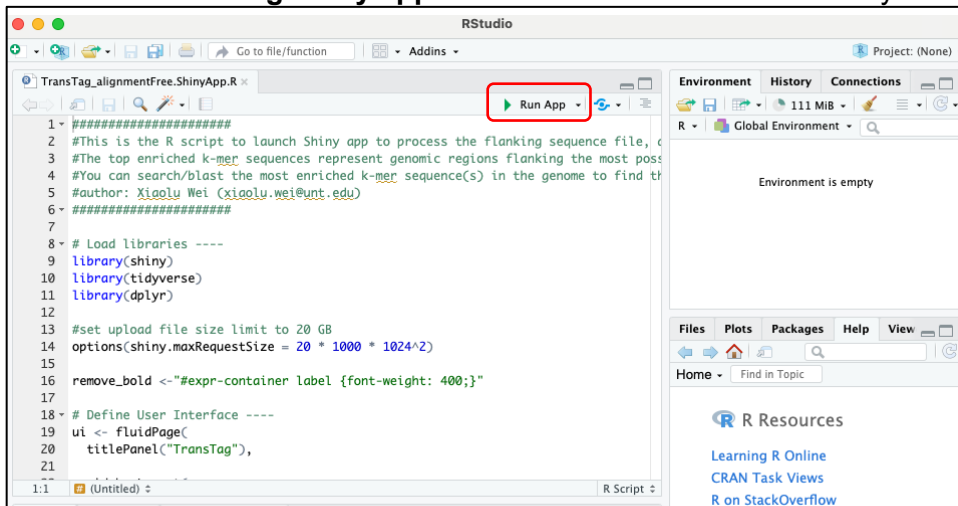 RStudio
Go to file/function
Addins
Project: (None)
TransTag_alignmentFree.ShinyApp.R
Run App
1 ######################
2 #This is the R script to launch Shiny app to process the flanking sequence file,
3 #The top enriched k-mer sequences represent genomic regions flanking the most
4 #You can search/blast the most enriched k-mer sequence(s) in the genome to find
5 #author: Xiaolu Wei (xiaolu.wei@unt.edu)
6 ######################
7
8 # Load libraries ----
9 library(shiny)
10 library(tidyverse)
11 library(dplyr)
12
13 #set upload file size limit to 20 GB
14 options(shiny.maxRequestSize = 20 * 1000 * 1024^2)
15
16 remove_bold <-"#expr-container label {font-weight: 400;}"
17
18 # Define User Interface ----
19 ui <- fluidPage(
20 titlePanel("TransTag"),
21
1:1 (Untitled) R Script
Environment History Connections
111 MiB
R Global Environment
Environment is empty
Files Plots Packages Help View
Home Find in Topic
R Resources
Learning R Online
CRAN Task Views
R on StackOverflow